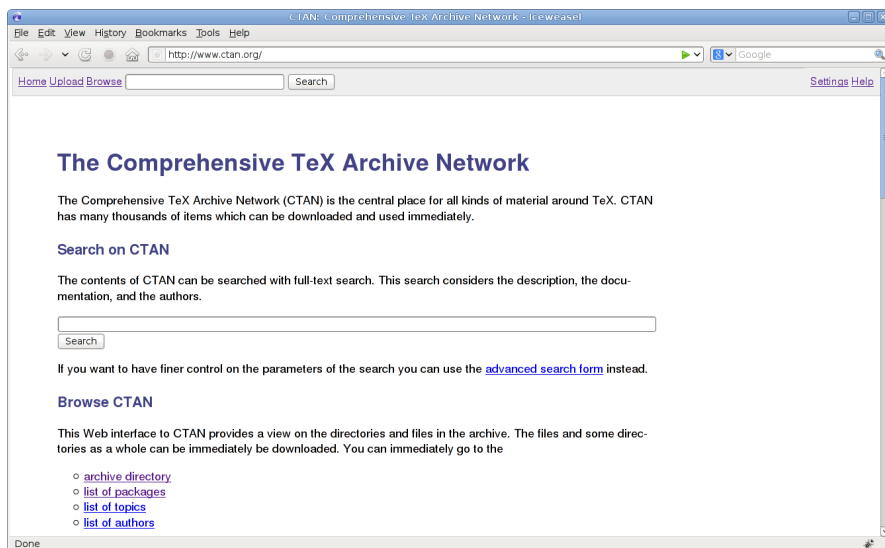 CTAN: Comprehensive TeX Archive Network - Iceweasel
File Edit View History Bookmarks Tools Help
http://www.ctan.org/ Google
Home Upload Browse Search Settings Help
The Comprehensive TeX Archive Network
The Comprehensive TeX Archive Network (CTAN) is the central place for all kinds of material around TeX. CTAN
has many thousands of items which can be downloaded and used immediately.
Search on CTAN
The contents of CTAN can be searched with full-text search. This search considers the description, the docu-
mentation, and the authors.
Search
If you want to have finer control on the parameters of the search you can use the advanced search form instead.
Browse CTAN
This Web interface to CTAN provides a view on the directories and files in the archive. The files and some direc-
tories as a whole can be immediately be downloaded. You can immediately go to the
archive directory
list of packages
list of topics
list of authors
Done